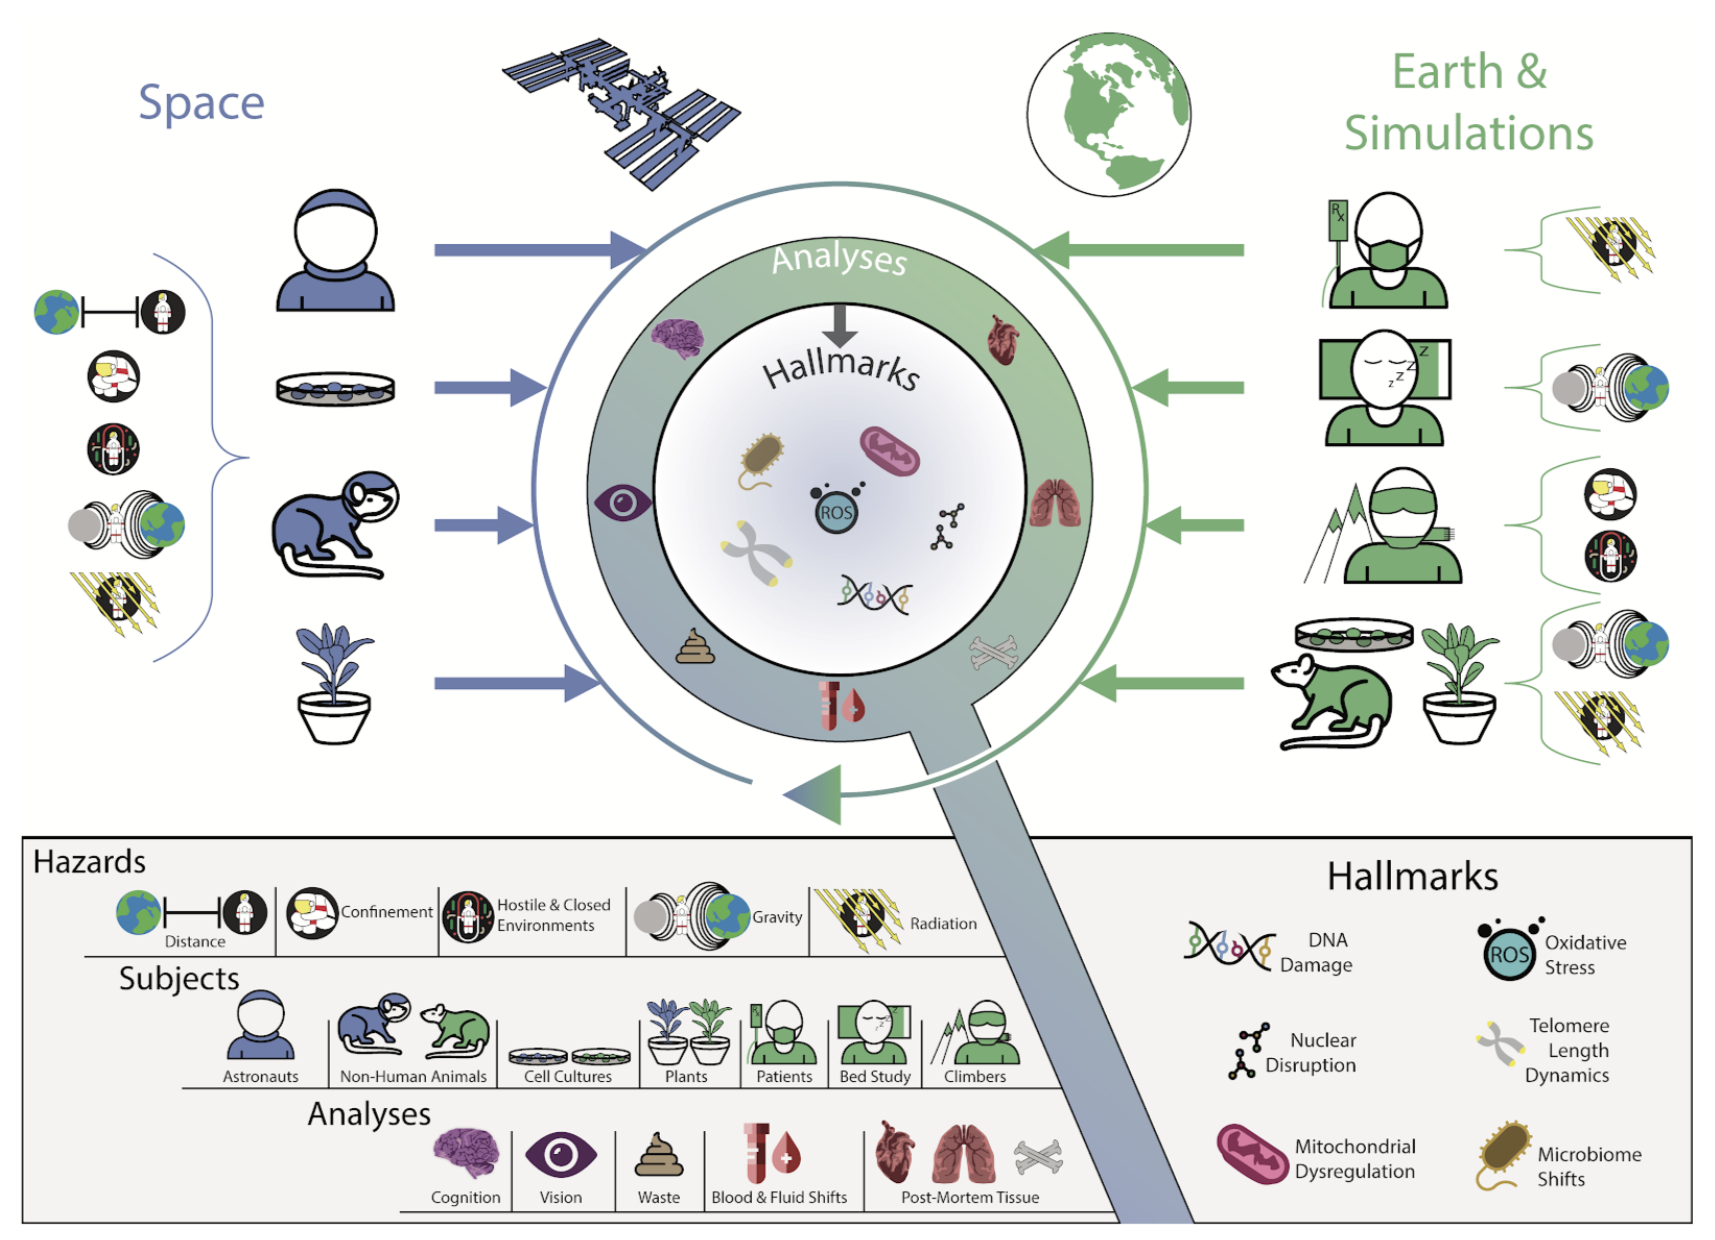 Space
Earth &
Simulations
Rx
z
z
z
z
Analyses
Hallmarks
ROS
Hazards
Distance
Confinement
Hostile & Closed
Environments
Gravity
Radiation
Subjects
Rx
z
z
z
Astronauts
Non-Human Animals
Cell Cultures
Plants
Patients
Bed Study
Climbers
Analyses
Cognition
Vision
Waste
Blood & Fluid Shifts
Post-Mortem Tissue
Hallmarks
DNA
Damage
ROS
Oxidative
Stress
Nuclear
Disruption
Telomere
Length
Dynamics
Mitochondrial
Dysregulation
Microbiome
Shifts